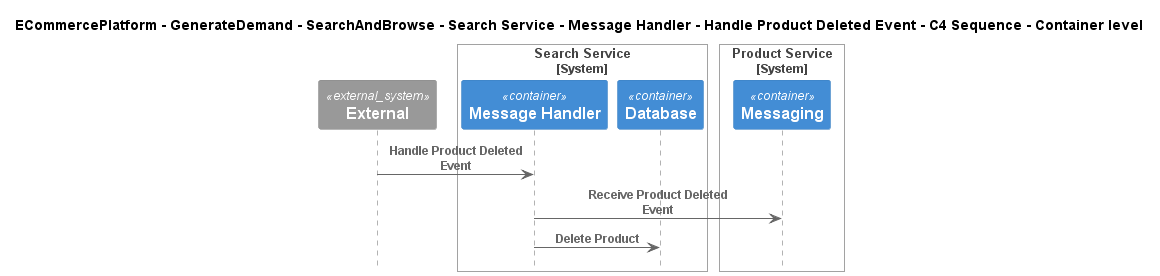 ECommercePlatform - GenerateDemand - SearchAndBrowse - Search Service - Message Handler - Handle Product Deleted Event - C4 Sequence - Container level
Search Service
[System]
Product Service
[System]
«external_system»
External
«container»
Message Handler
«container»
Database
«container»
Messaging
Handle Product Deleted
Event
Receive Product Deleted
Event
Delete Product